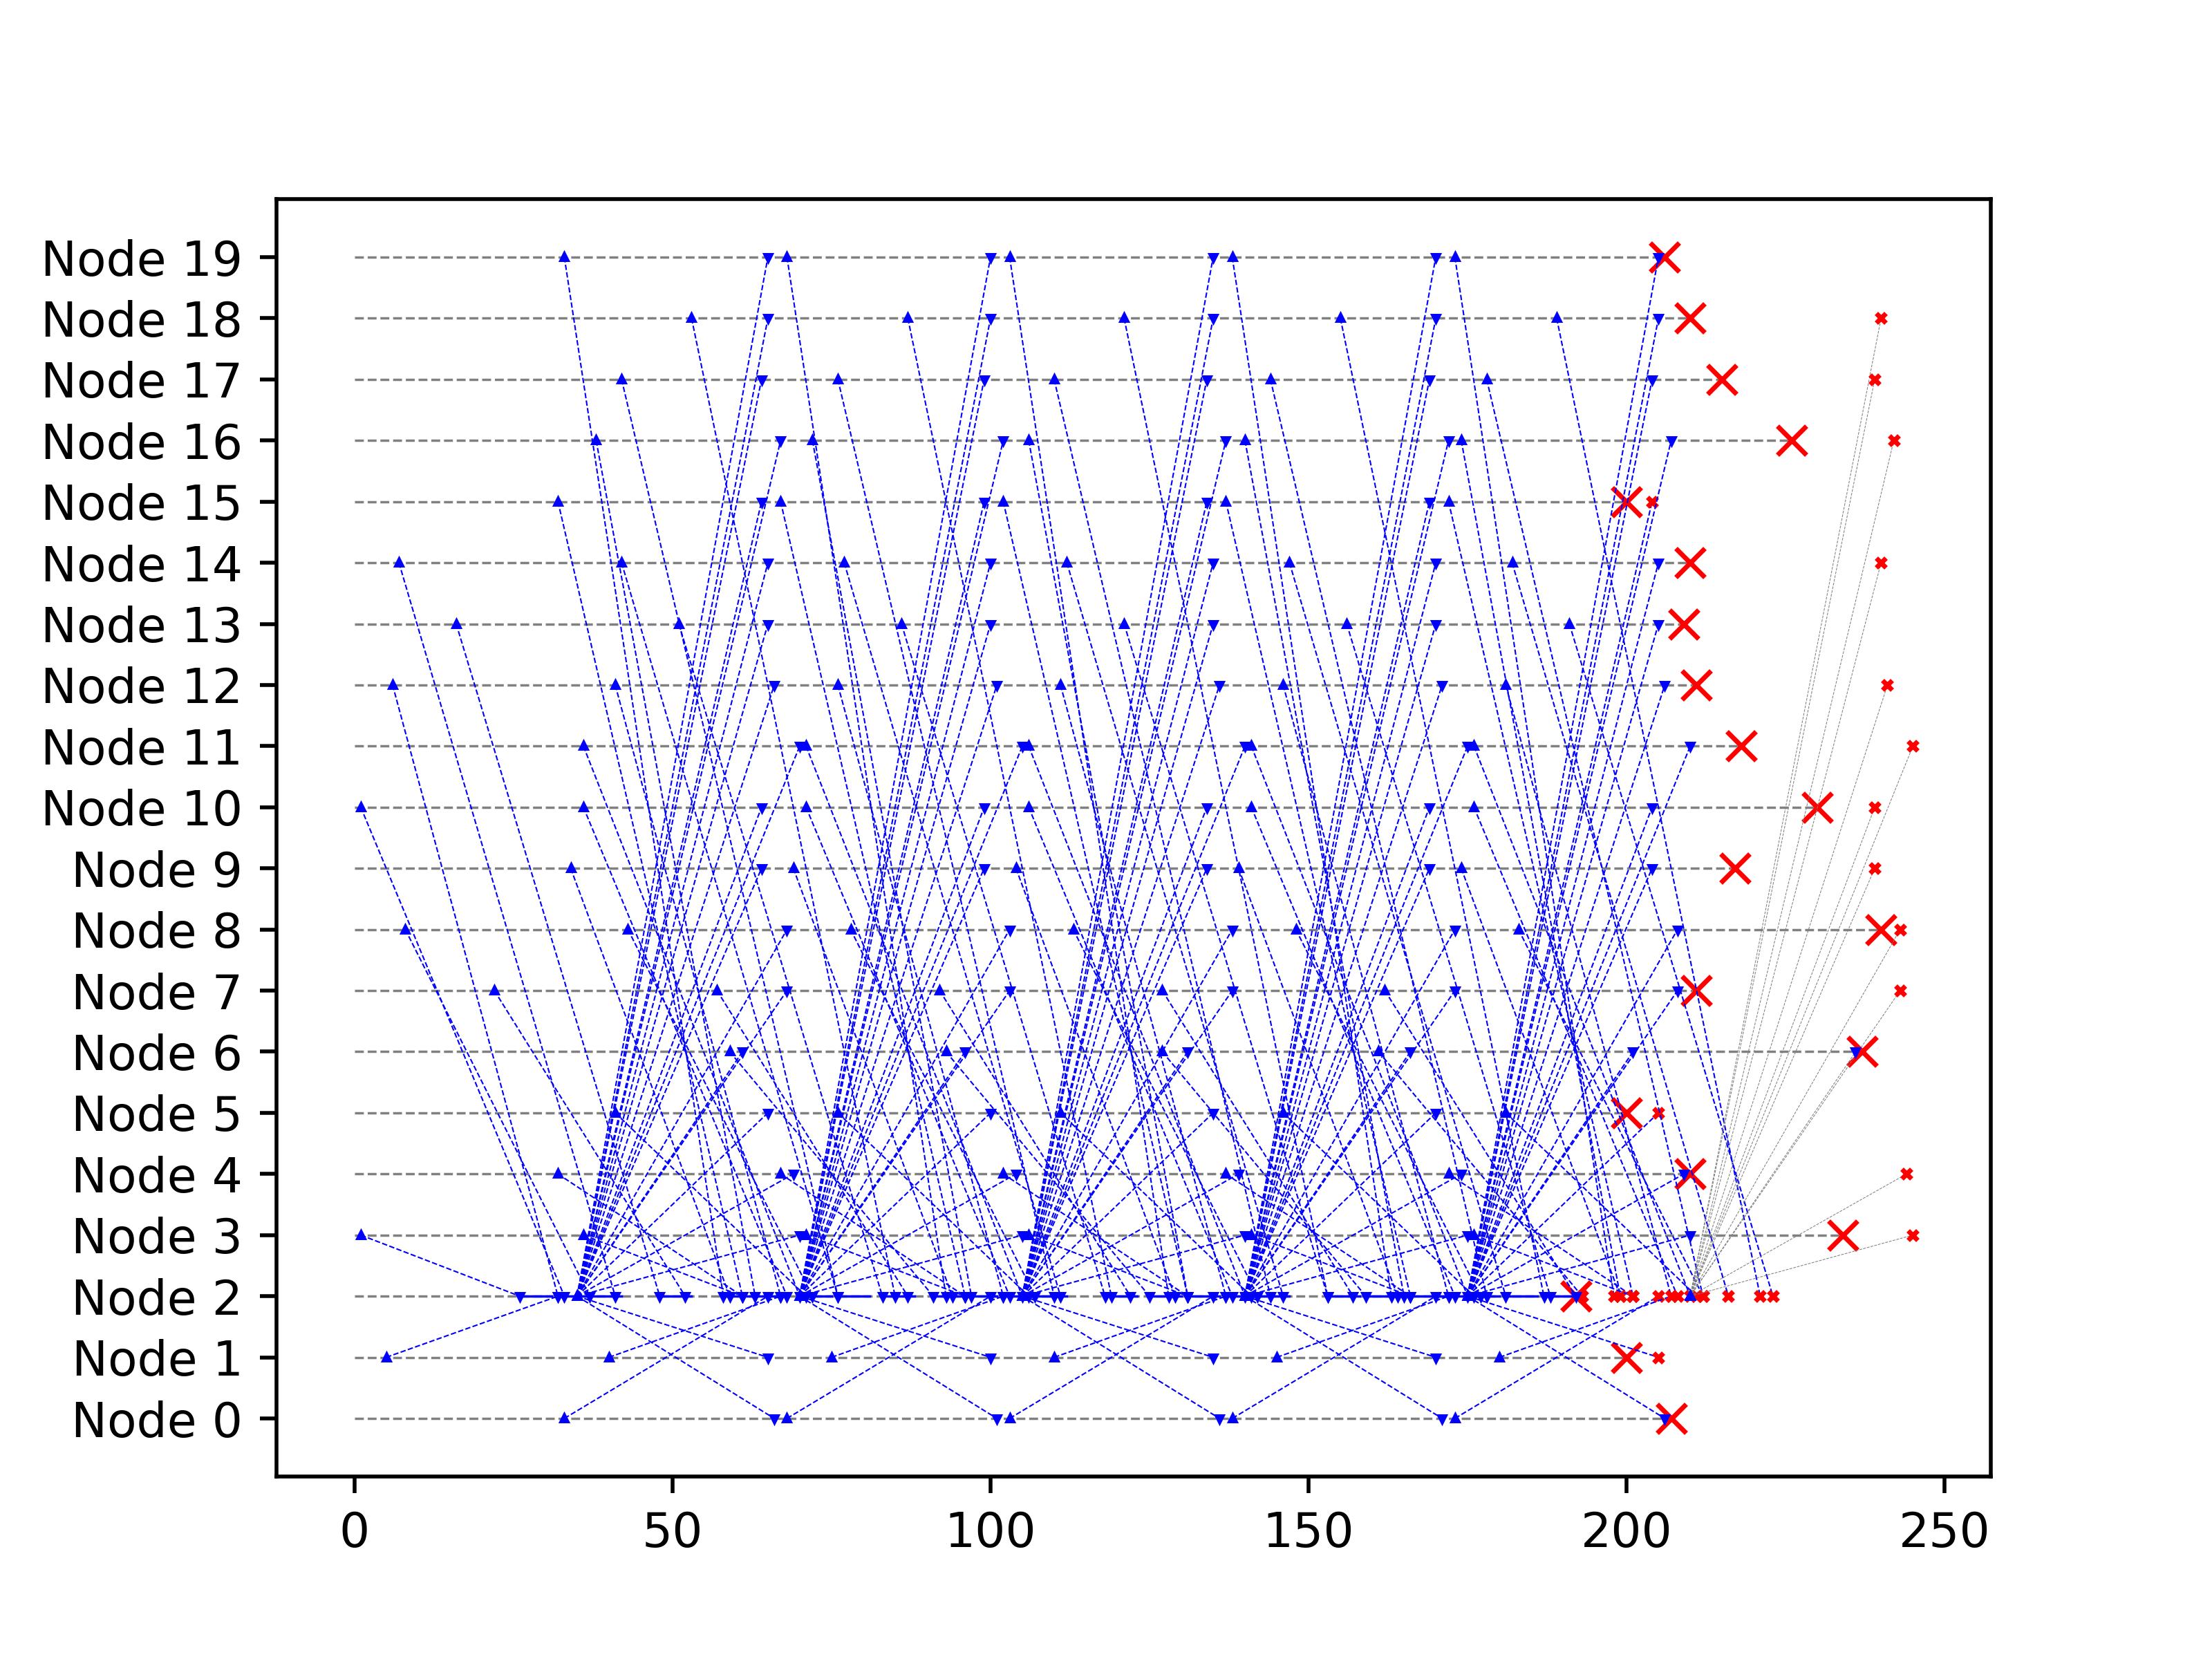 Node 19
Node 18
Node 17
Node 16
Node 15
Node 14
Node 13
Node 12
Node 11
Node 10
Node 9
Node 8
Node 7
Node 6
Node 5
Node 4
Node 3
Node 2
Node 1
Node 0
0 50 100 150 200 250